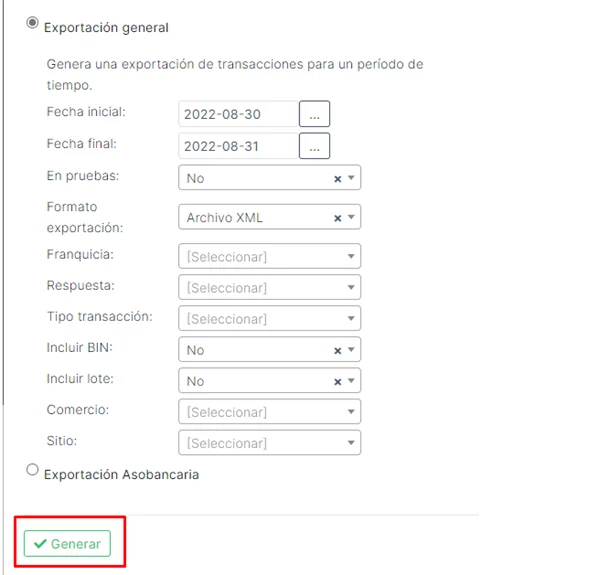 Exportación general
Genera una exportación de transacciones para un período de
tiempo.
Fecha inicial: 2022-08-30 ...
Fecha final: 2022-08-31 ...
En pruebas: No ×
Formato
exportación: Archivo XML ×
Franquicia: [Seleccionar]
Respuesta: [Seleccionar]
Tipo transacción: [Seleccionar]
Incluir BIN: No ×
Incluir lote: No ×
Comercio: [Seleccionar]
Sitio: [Seleccionar]
Exportación Asobancaria
Generar